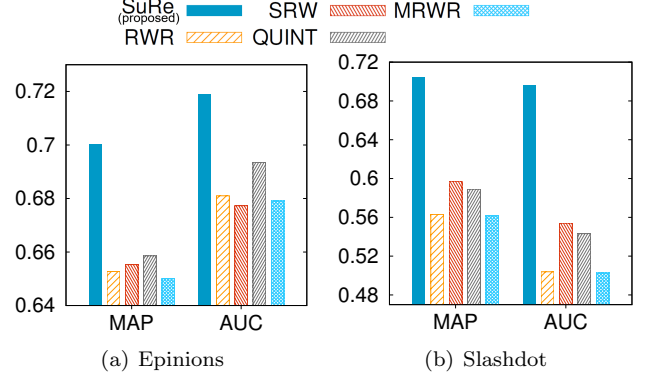 SuRe SRW MRWR
(proposed)
RWR QUINT
0.72
0.7
0.68
0.66
0.64
MAP AUC
(a) Epinions
0.72
0.68
0.64
0.6
0.56
0.52
0.48
MAP AUC
(b) Slashdot